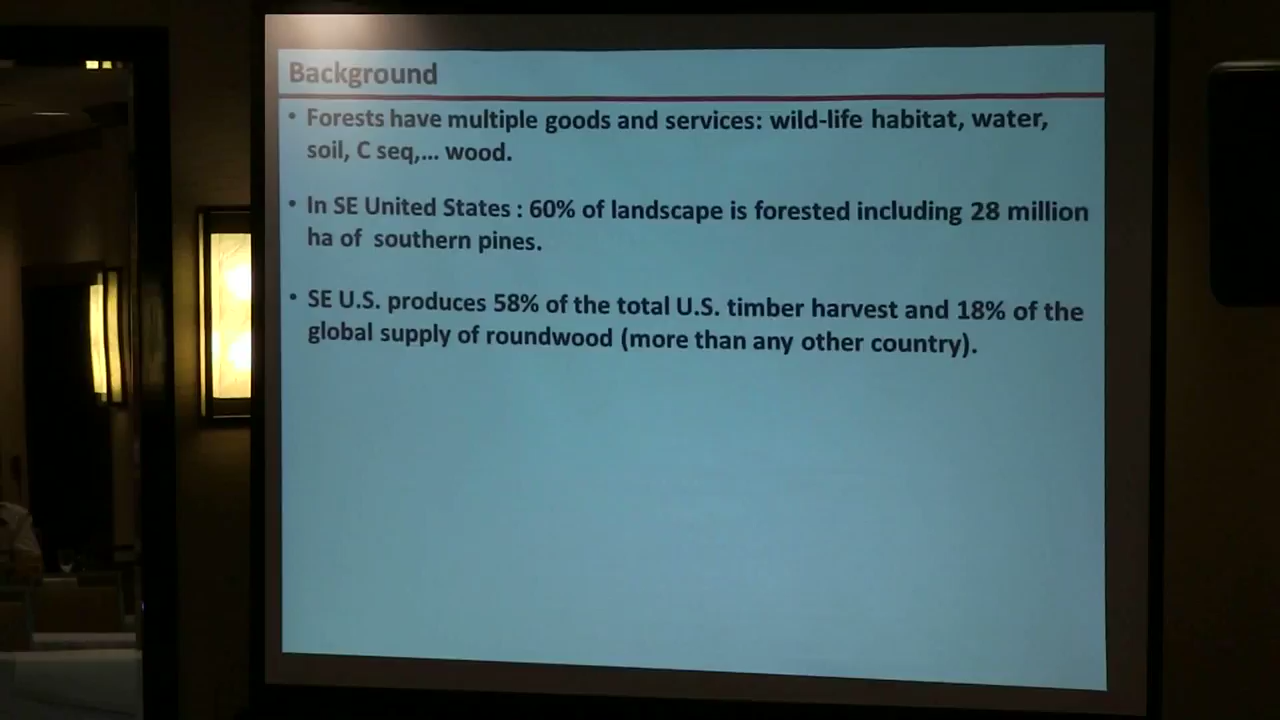 Background
• Forests have multiple goods and services: wild-life habitat, water,
soil, C seq,... wood.
• In SE United States : 60% of landscape is forested including 28 million
ha of southern pines.
• SE U.S. produces 58% of the total U.S. timber harvest and 18% of the
global supply of roundwood (more than any other country).